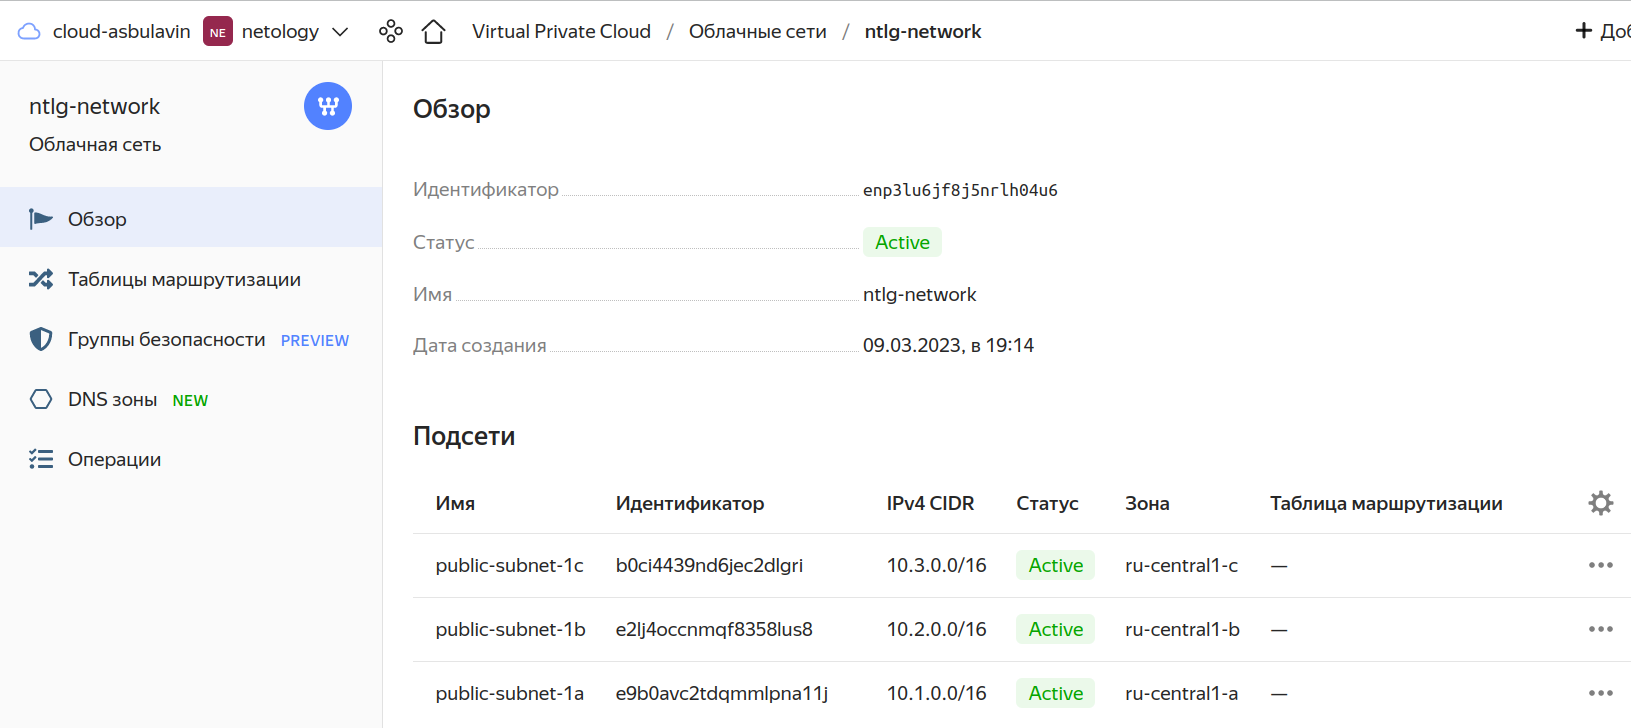 cloud-asbulavin NE netology Virtual Private Cloud / Облачные сети / ntlg-network + Доб
ntlg-network
Облачная сеть
Обзор
Таблицы маршрутизации
Группы безопасности PREVIEW
DNS зоны NEW
Операции
Обзор
Идентификатор enp3lu6jf8j5nrlh04u6
Статус Active
Имя ntlg-network
Дата создания 09.03.2023, в 19:14
Подсети
Имя Идентификатор IPv4 CIDR Статус Зона Таблица маршрутизации
public-subnet-1c b0ci4439nd6jec2dlgri 10.3.0.0/16 Active ru-central1-c —
public-subnet-1b e2lj4occnmqf8358lus8 10.2.0.0/16 Active ru-central1-b —
public-subnet-1a e9b0avc2tdqmmlpna11j 10.1.0.0/16 Active ru-central1-a —